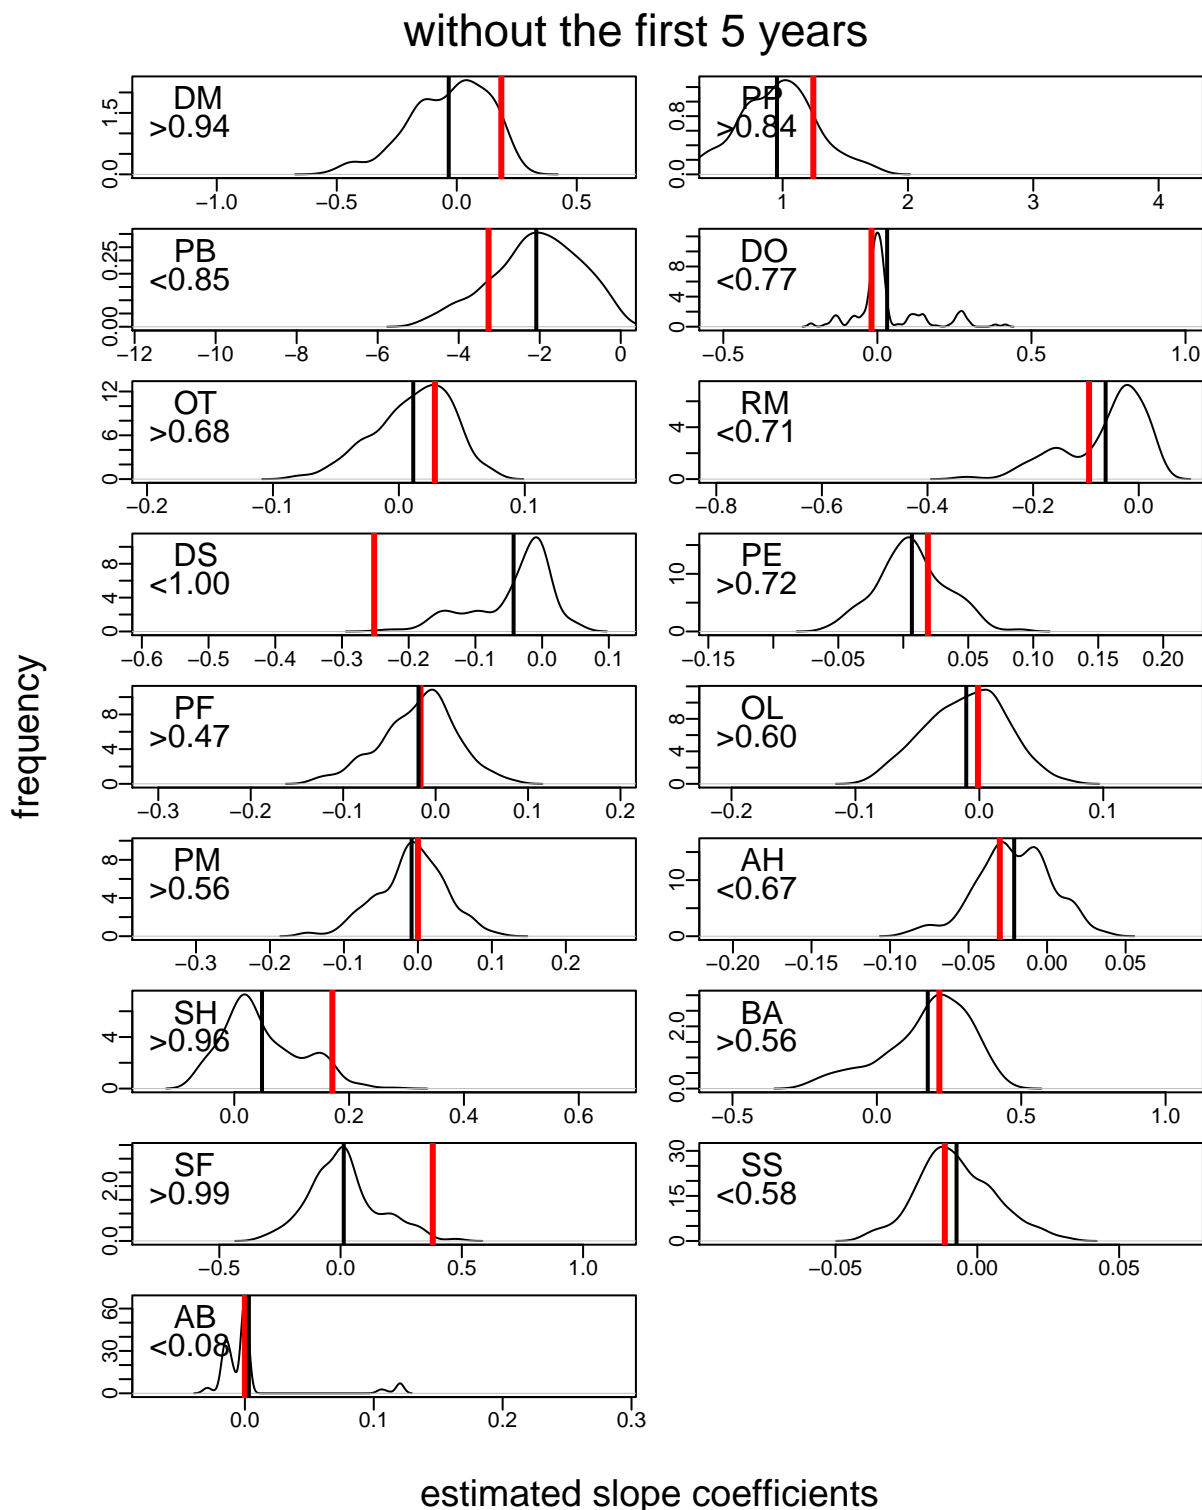 without the first 5 years
DM
>0.94
0.0 1.5
−1.0 −0.5 0.0 0.5
PP
>0.84
0.0 0.8
1 2 3 4
PB
<0.85
0.00 0.25
−12 −10 −8 −6 −4 −2 0
DO
<0.77
0 4 8
−0.5 0.0 0.5 1.0
OT
>0.68
0 6 12
−0.2 −0.1 0.0 0.1
RM
<0.71
0 4
−0.8 −0.6 −0.4 −0.2 0.0
DS
<1.00
0 4 8
−0.6 −0.5 −0.4 −0.3 −0.2 −0.1 0.0 0.1
PE
>0.72
0 10
−0.15 −0.05 0.05 0.10 0.15 0.20
PF
>0.47
0 4 8
−0.3 −0.2 −0.1 0.0 0.1 0.2
OL
>0.60
0 4 8
−0.2 −0.1 0.0 0.1
PM
>0.56
0 4 8
−0.3 −0.2 −0.1 0.0 0.1 0.2
AH
<0.67
0 10
−0.20 −0.15 −0.10 −0.05 0.00 0.05
SH
>0.96
0 4
0.0 0.2 0.4 0.6
BA
>0.56
0.0 2.0
−0.5 0.0 0.5 1.0
SF
>0.99
0.0 2.0
−0.5 0.0 0.5 1.0
SS
<0.58
0 15 30
−0.05 0.00 0.05
AB
<0.08
0 30 60
0.0 0.1 0.2 0.3
frequency
estimated slope coefficients